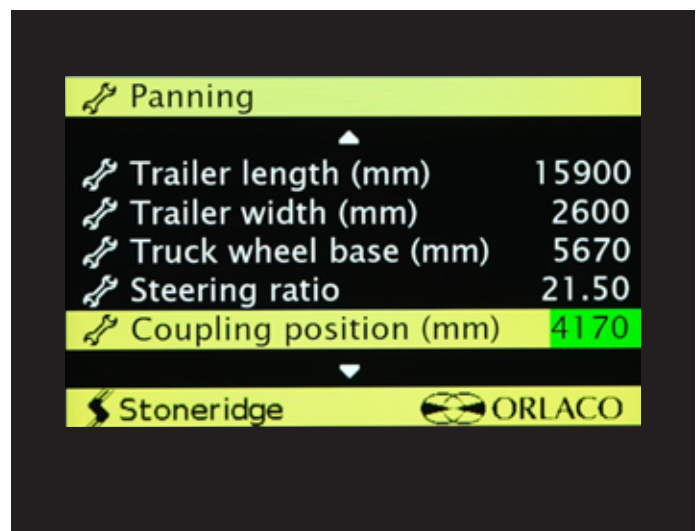 Panning
Trailer length (mm) 15900
Trailer width (mm) 2600
Truck wheel base (mm) 5670
Steering ratio 21.50
Coupling position (mm) 4170
Stoneridge ORLACO